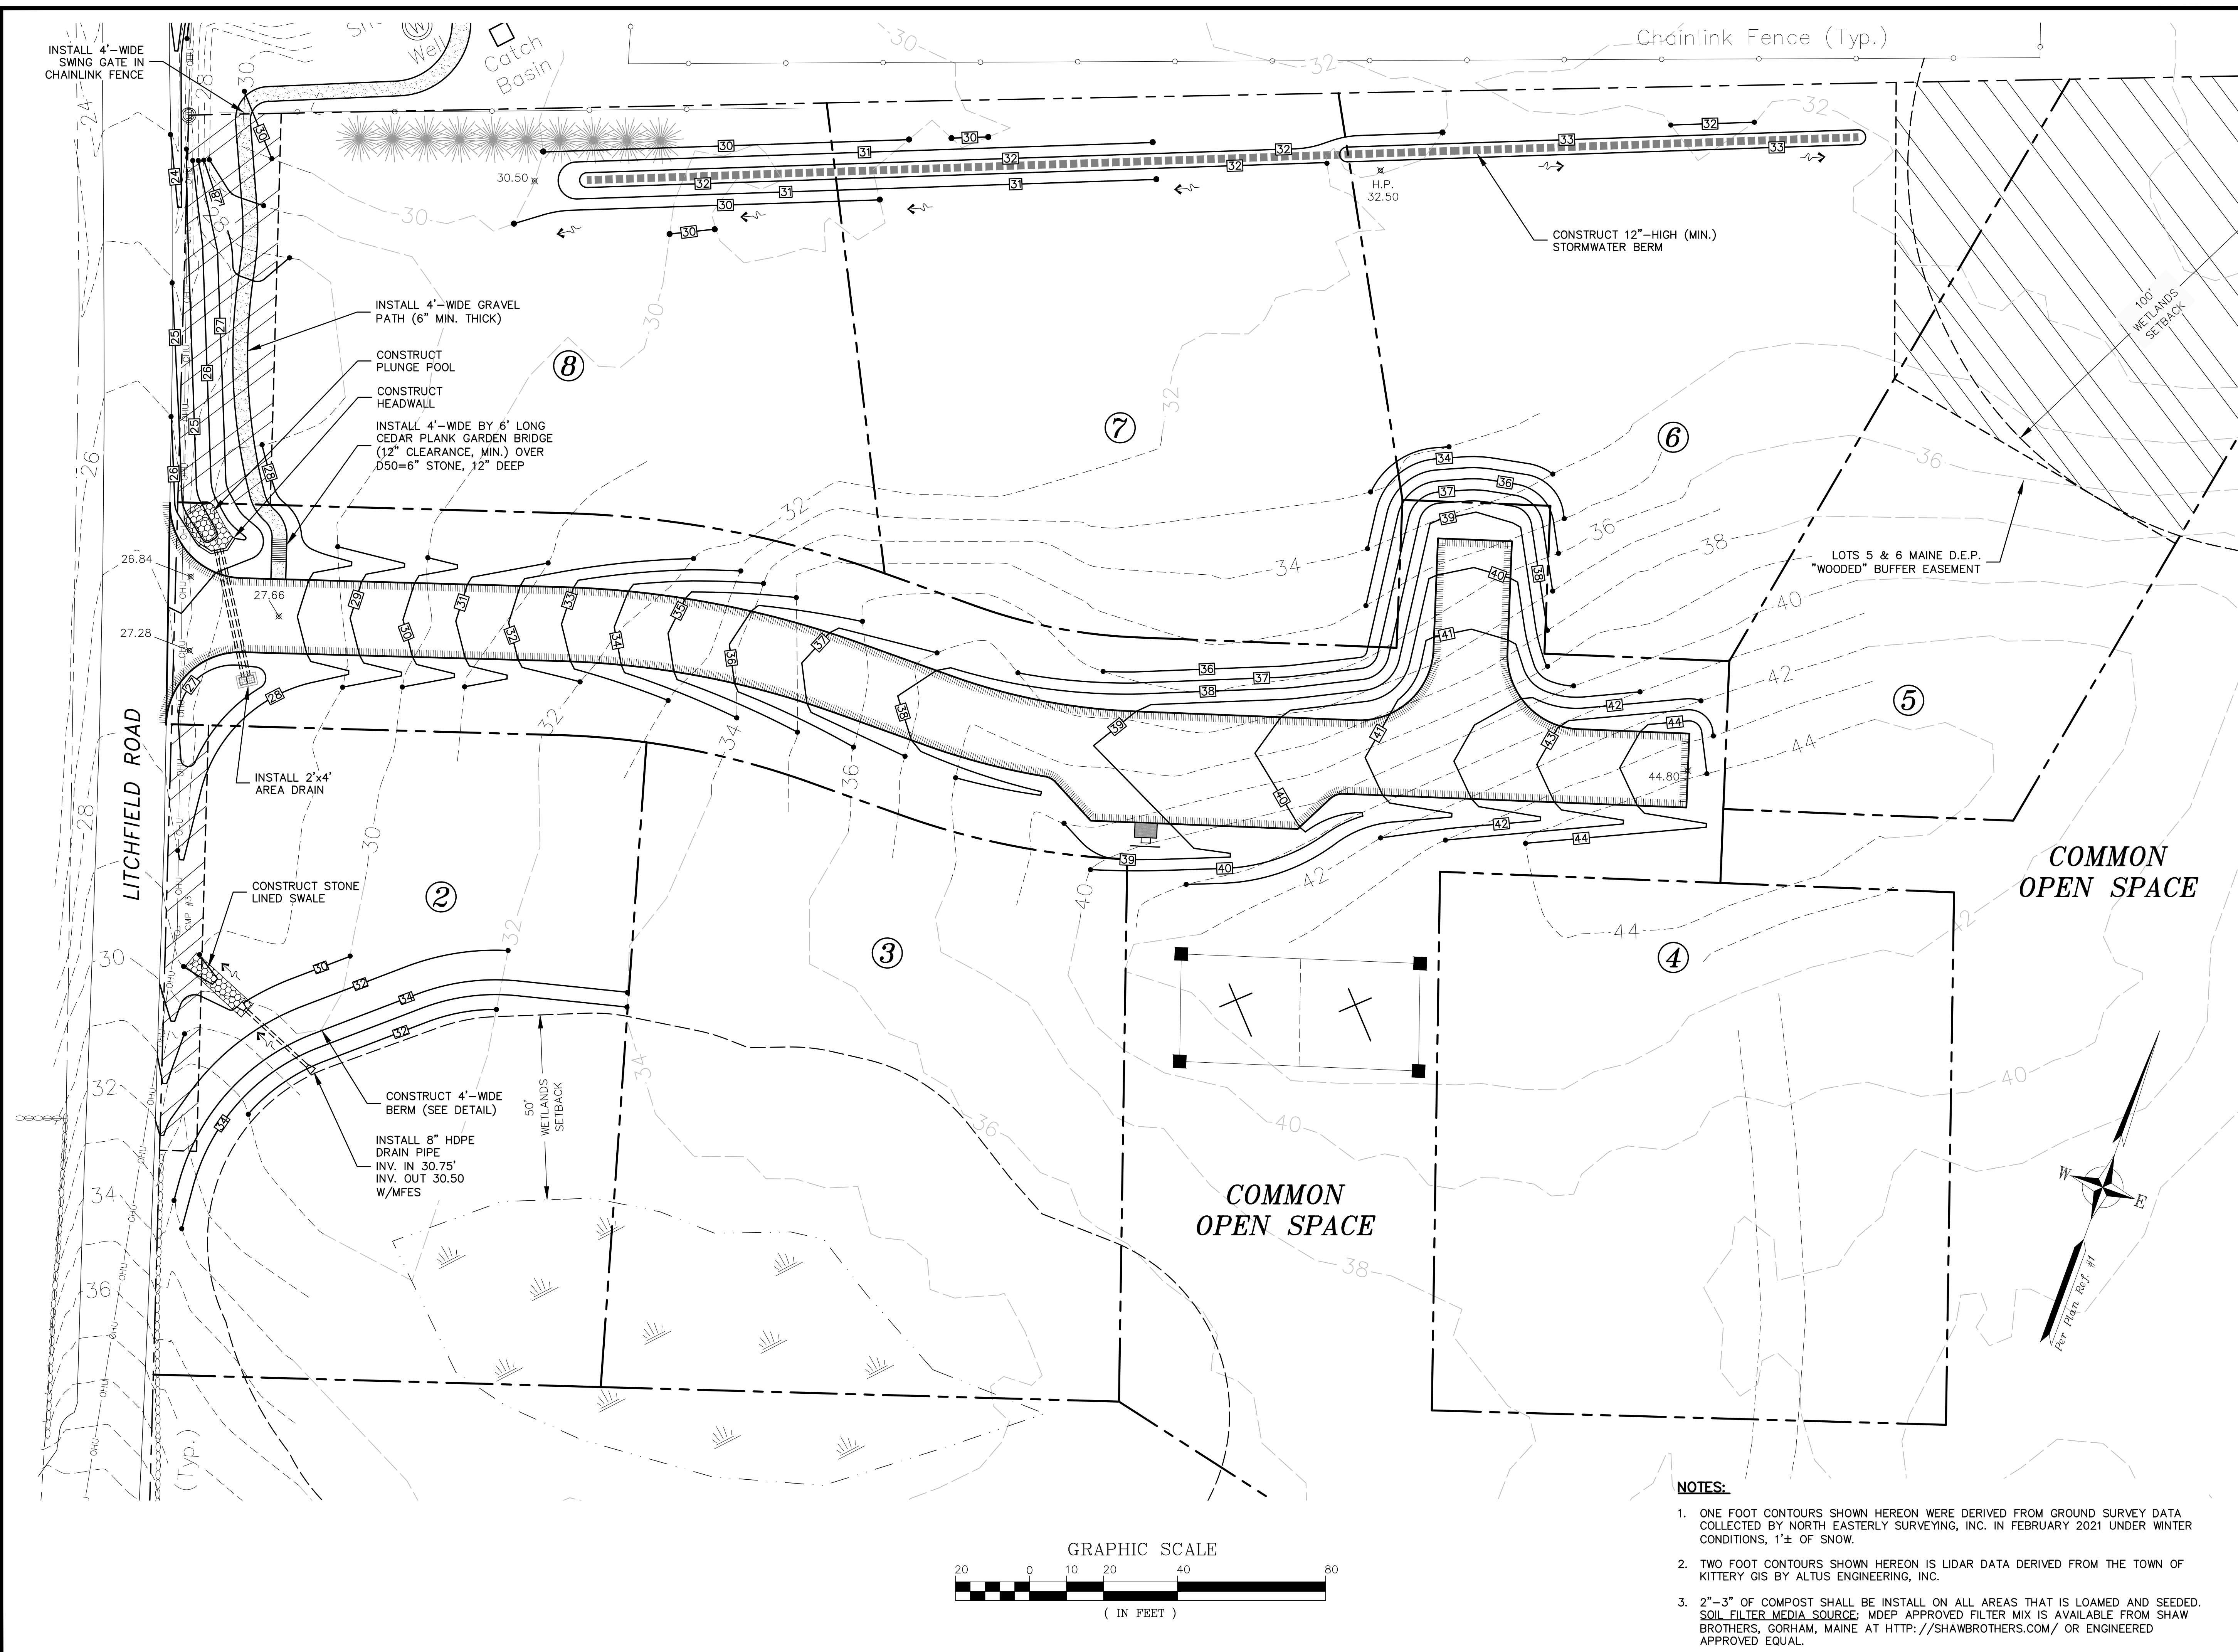 INSTALL 4'-WIDE
SWING GATE IN
CHAINLINK FENCE
Well
W
Catch
Basin
Chainlink Fence (Typ.)
CONSTRUCT 12"-HIGH (MIN.)
STORMWATER BERM
H.P.
32.50
30.50
INSTALL 4'-WIDE GRAVEL
PATH (6" MIN. THICK)
CONSTRUCT
PLUNGE POOL
CONSTRUCT
HEADWALL
INSTALL 4'-WIDE BY 6' LONG
CEDAR PLANK GARDEN BRIDGE
(12" CLEARANCE, MIN.) OVER
D50=6" STONE, 12" DEEP
8
7
6
5
100'
WETLANDS
SETBACK
LOTS 5 & 6 MAINE D.E.P.
"WOODED" BUFFER EASEMENT
26.84
27.66
27.28
44.80
INSTALL 2'x4'
AREA DRAIN
LITCHFIELD ROAD
CONSTRUCT STONE
LINED SWALE
2
3
4
COMMON
OPEN SPACE
CONSTRUCT 4'-WIDE
BERM (SEE DETAIL)
INSTALL 8" HDPE
DRAIN PIPE
INV. IN 30.75'
INV. OUT 30.50
W/MFES
50'
WETLANDS
SETBACK
COMMON
OPEN SPACE
W
E
Per Plan Ref. #1
(Typ.)
GRAPHIC SCALE
20 0 10 20 40 80
( IN FEET )
NOTES:
1. ONE FOOT CONTOURS SHOWN HEREON WERE DERIVED FROM GROUND SURVEY DATA
COLLECTED BY NORTH EASTERLY SURVEYING, INC. IN FEBRUARY 2021 UNDER WINTER
CONDITIONS, 1'± OF SNOW.
2. TWO FOOT CONTOURS SHOWN HEREON IS LIDAR DATA DERIVED FROM THE TOWN OF
KITTERY GIS BY ALTUS ENGINEERING, INC.
3. 2"-3" OF COMPOST SHALL BE INSTALL ON ALL AREAS THAT IS LOAMED AND SEEDED.
SOIL FILTER MEDIA SOURCE: MDEP APPROVED FILTER MIX IS AVAILABLE FROM SHAW
BROTHERS, GORHAM, MAINE AT HTTP: //SHAWBROTHERS.COM/ OR ENGINEERED
APPROVED EQUAL.